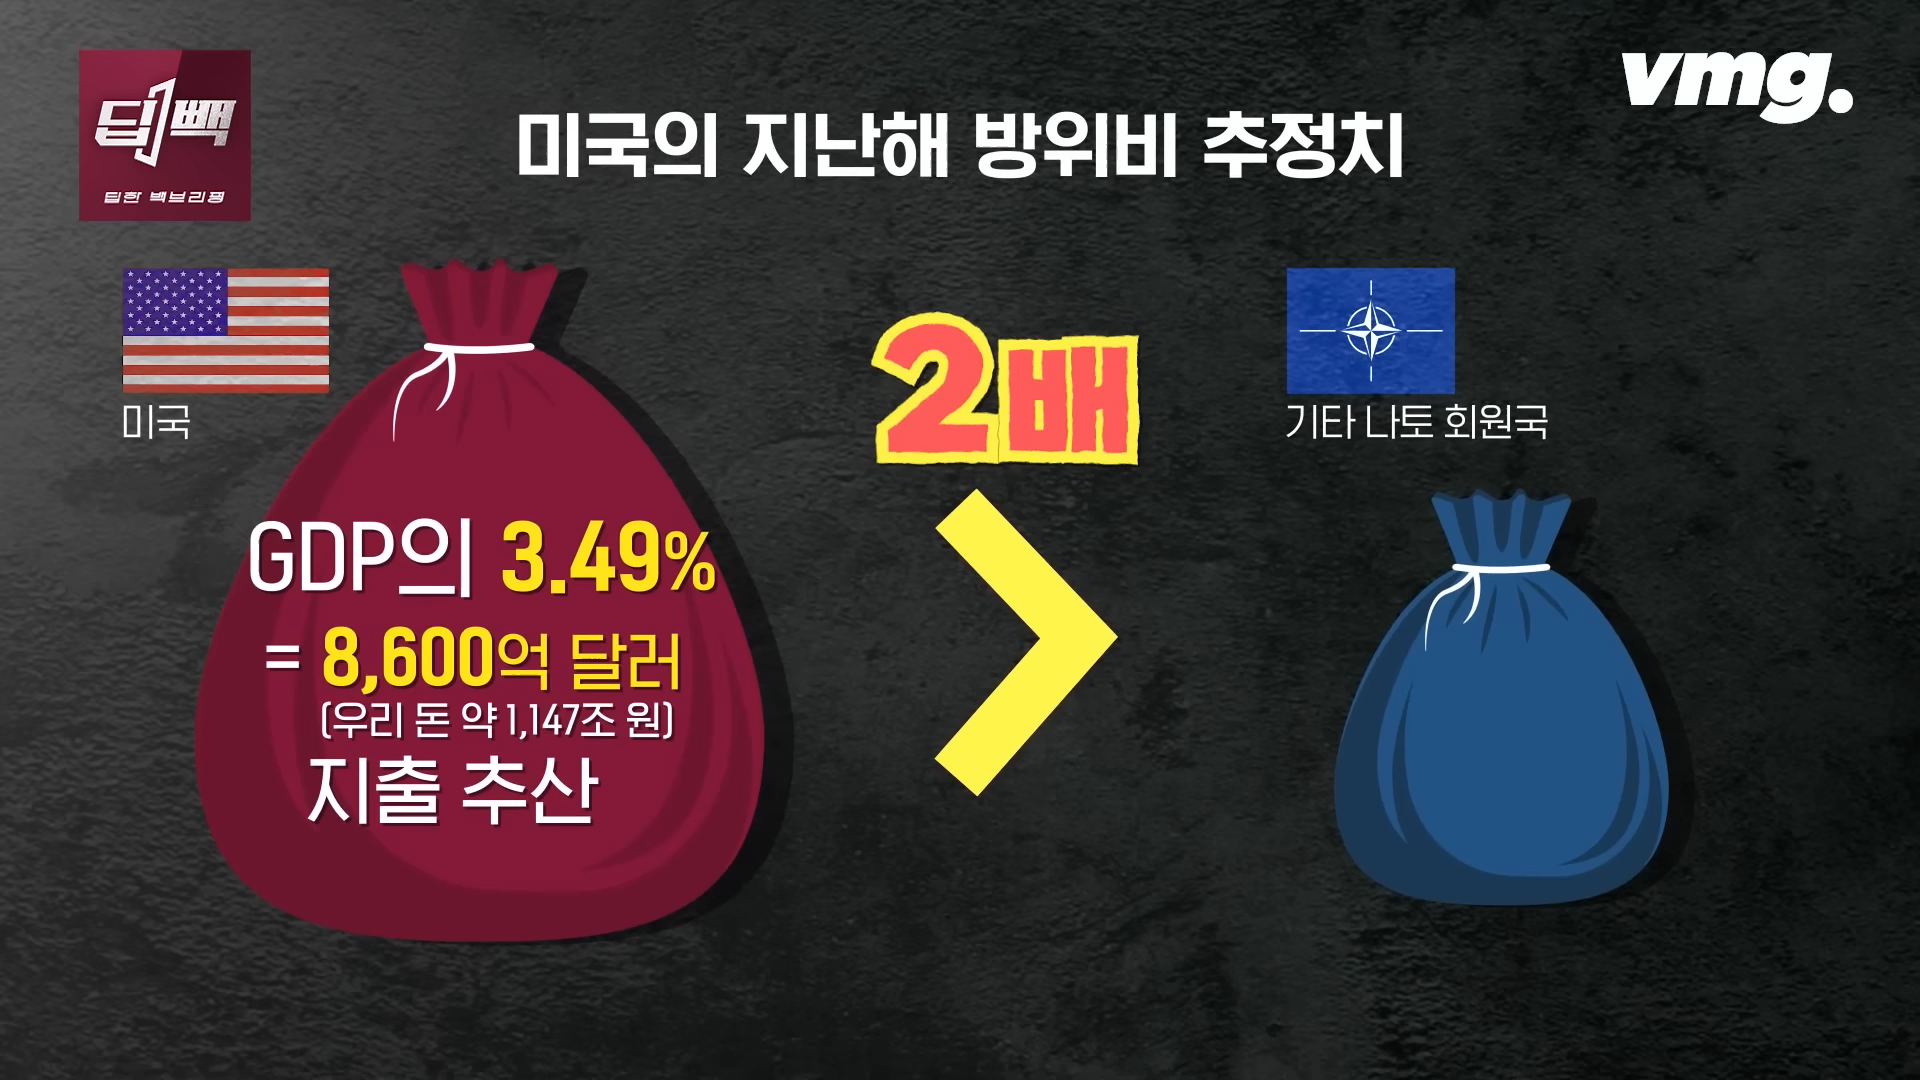 딥빽
딥한 백브리핑
vmg.
미국의 지난해 방위비 추정치
미국
2배
기타 나토 회원국
GDP의 3.49%
= 8,600억 달러
(우리 돈 약 1,147조 원)
지출 추산